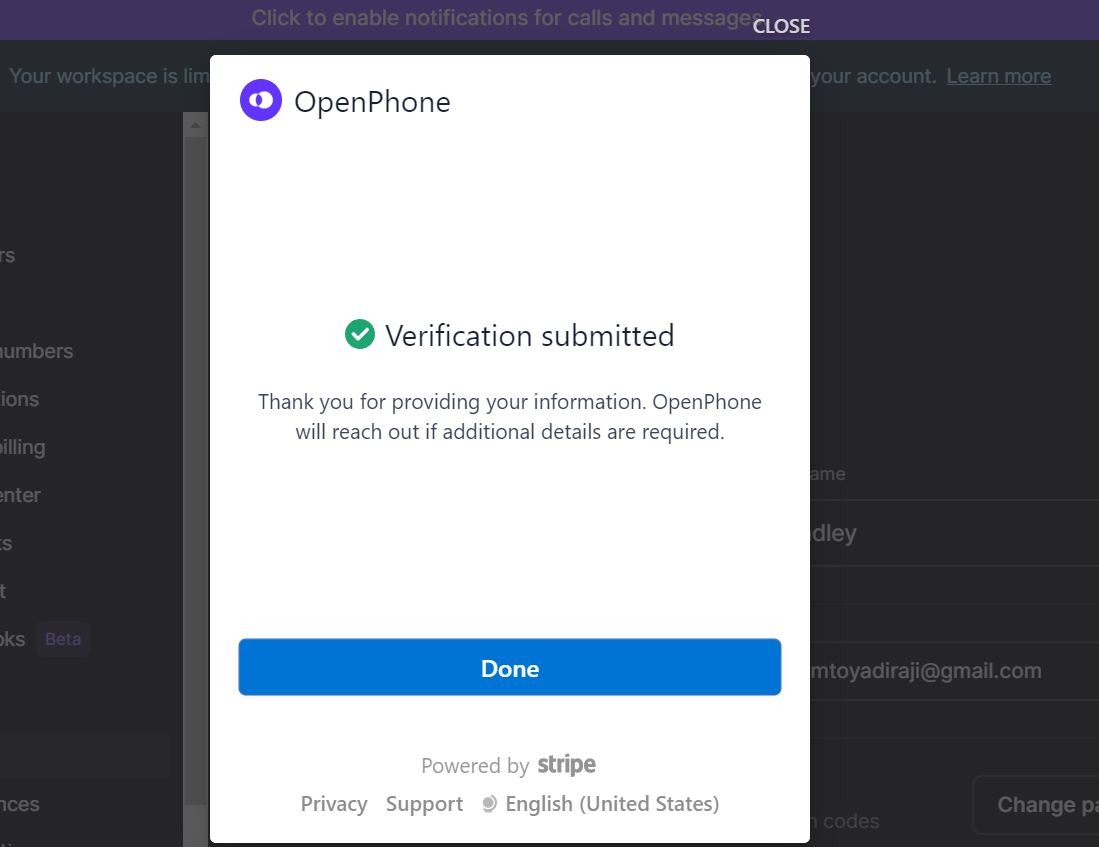 Click to enable notifications for calls and messages
CLOSE
Your workspace is lim
your account. Learn more
OpenPhone
rs
numbers
ions
billing
enter
ts
t
oks Beta
nces
Verification submitted
Thank you for providing your information. OpenPhone
will reach out if additional details are required.
Done
Powered by stripe
Privacy Support English (United States)
ame
dley
mtoyadiraji@gmail.com
n codes
Change pa